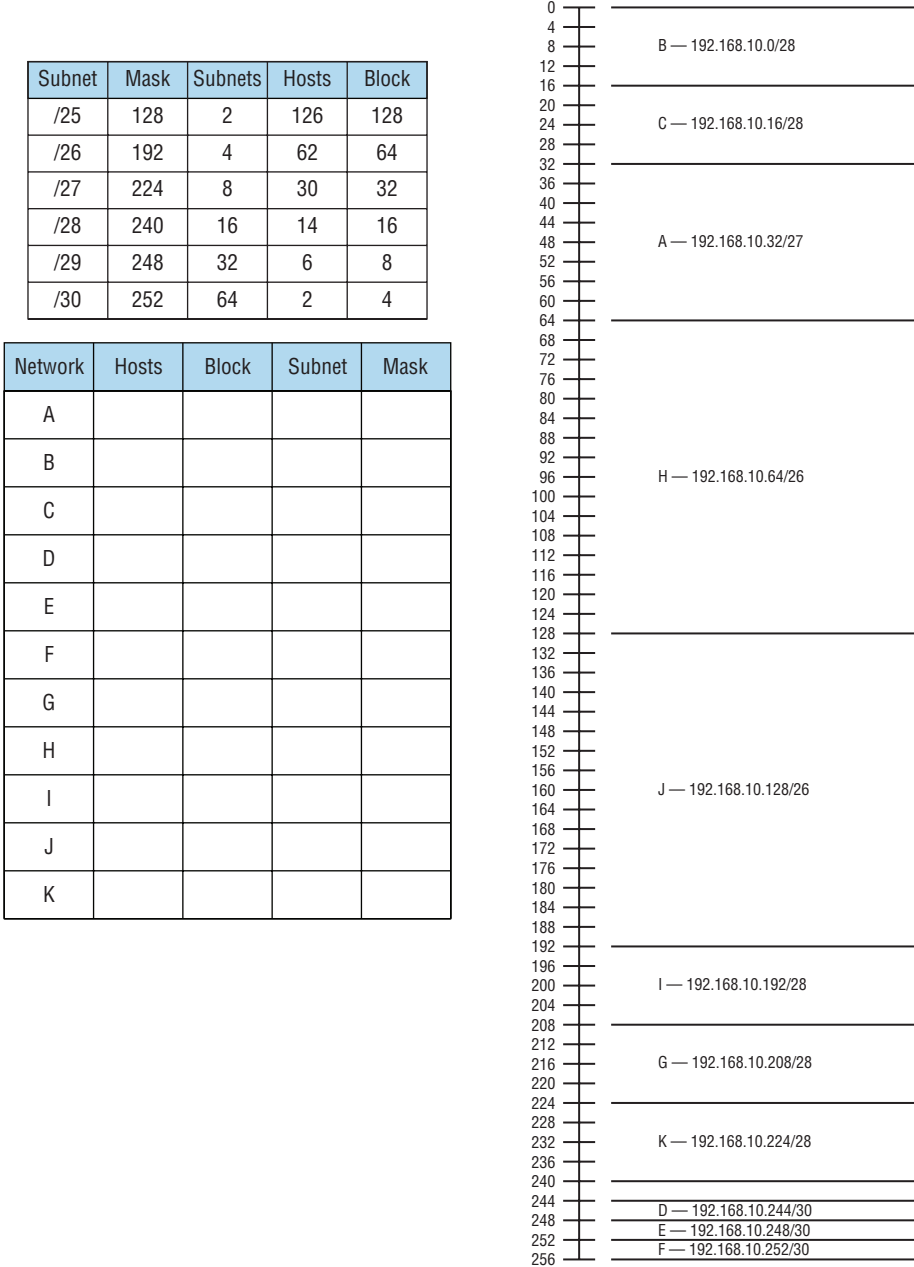 Subnet Mask Subnets Hosts Block
/25 128 2 126 128
/26 192 4 62 64
/27 224 8 30 32
/28 240 16 14 16
/29 248 32 6 8
/30 252 64 2 4
Network Hosts Block Subnet Mask
A
B
C
D
E
F
G
H
I
J
K
0
4
8
12
16
20
24
28
32
36
40
44
48
52
56
60
64
68
72
76
80
84
88
92
96
100
104
108
112
116
120
124
128
132
136
140
144
148
152
156
160
164
168
172
176
180
184
188
192
196
200
204
208
212
216
220
224
228
232
236
240
244
248
252
256
B — 192.168.10.0/28
C — 192.168.10.16/28
A — 192.168.10.32/27
H — 192.168.10.64/26
J — 192.168.10.128/26
I — 192.168.10.192/28
G — 192.168.10.208/28
K — 192.168.10.224/28
D — 192.168.10.244/30
E — 192.168.10.248/30
F — 192.168.10.252/30